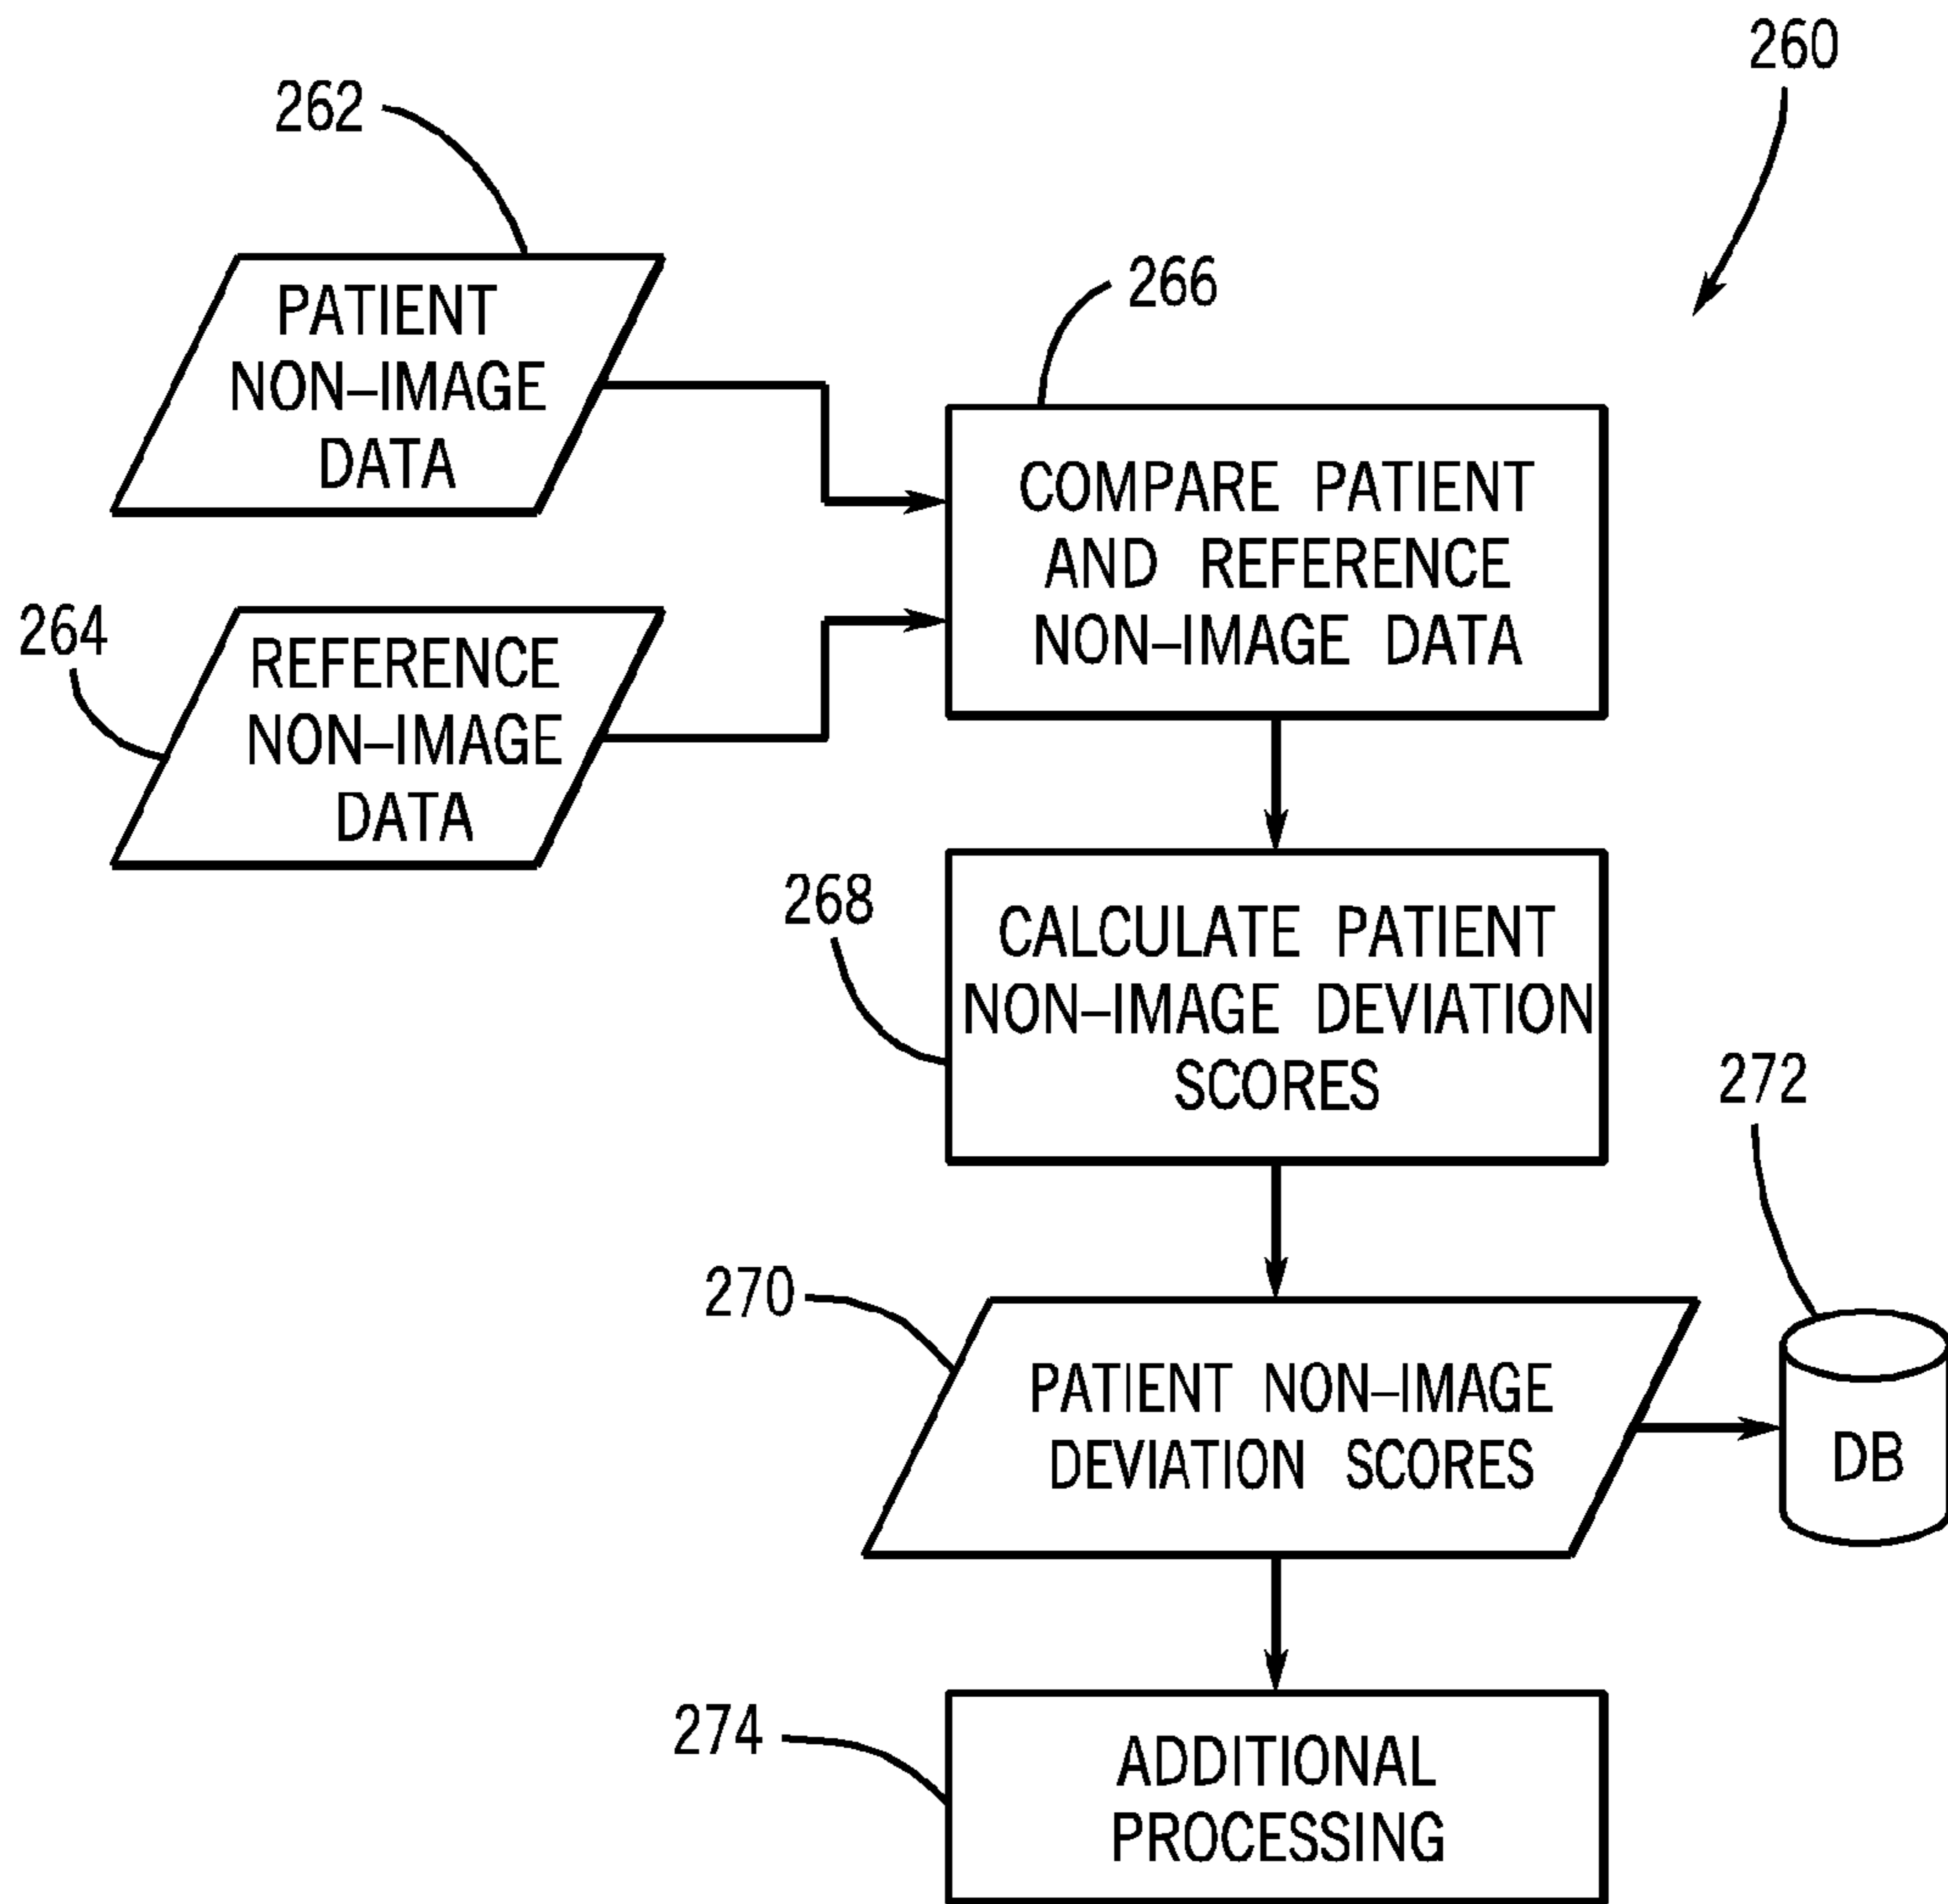 260
262
PATIENT
NON–IMAGE
DATA
266
COMPARE PATIENT
AND REFERENCE
NON–IMAGE DATA
264
REFERENCE
NON–IMAGE
DATA
268
CALCULATE PATIENT
NON–IMAGE DEVIATION
SCORES
272
270
PATIENT NON–IMAGE
DEVIATION SCORES
DB
274
ADDITIONAL
PROCESSING